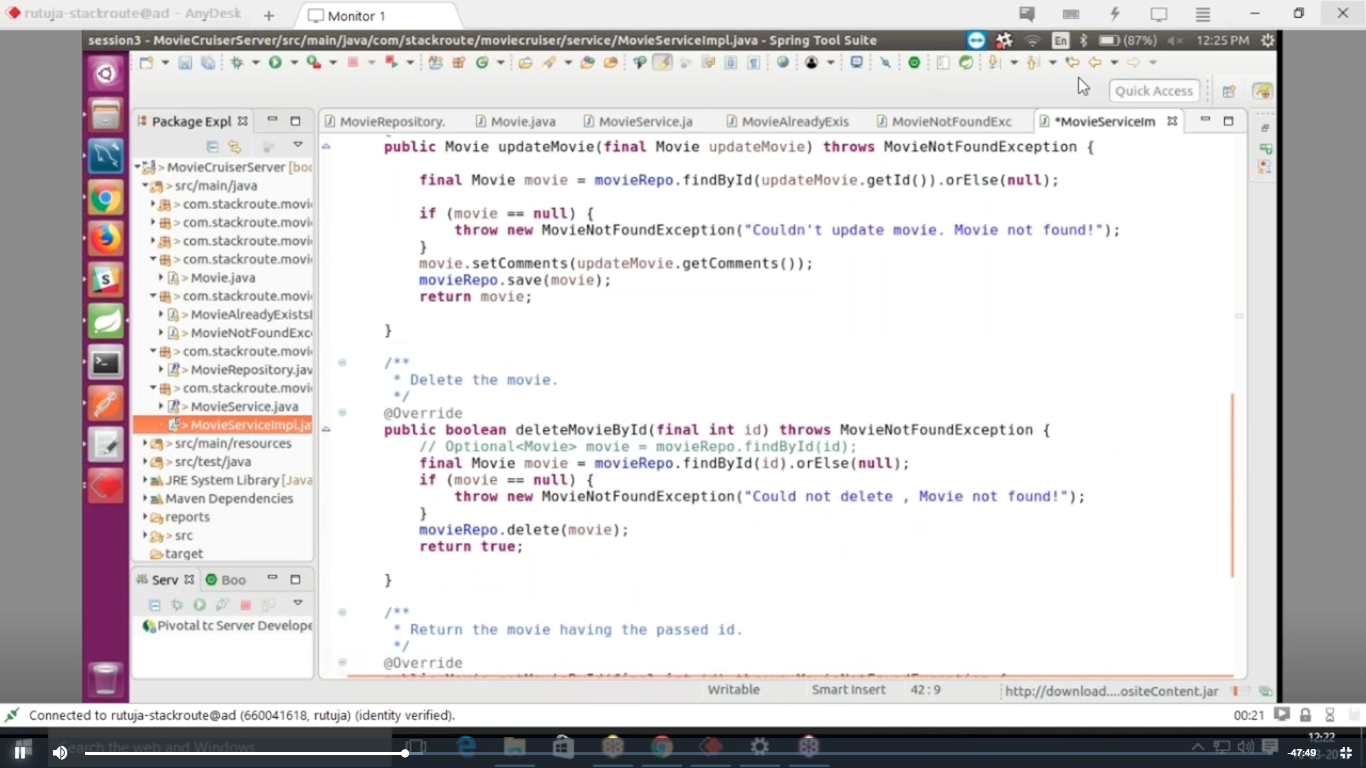 rutuja-stackroute@ad - AnyDesk
Monitor 1
session3 - MovieCruiserServer/src/main/java/com/stackroute/moviecruiser/service/MovieServiceImpl.java - Spring Tool Suite
En
(87%)
12:25 PM
Quick Access
Package Expl
MovieRepository.
Movie.java
MovieService.ja
MovieAlreadyExis
MovieNotFoundExc
*MovieServiceIm
> MovieCruiserServer [boo
> src/main/java
> com.stackroute.movi
> com.stackroute.movi
> com.stackroute.movi
> com.stackroute.movi
> Movie.java
> com.stackroute.movi
> MovieAlreadyExistsI
> MovieNotFoundExc
> com.stackroute.movi
> MovieRepository.jav
> com.stackroute.movi
> MovieService.java
> MovieServiceImpl.ja
> src/main/resources
> src/test/java
JRE System Library [Java
Maven Dependencies
> reports
> src
target
Serv
Boo
Pivotal tc Server Develope
public Movie updateMovie(final Movie updateMovie) throws MovieNotFoundException {
final Movie movie = movieRepo.findById(updateMovie.getId()).orElse(null);
if (movie == null) {
throw new MovieNotFoundException("Couldn't update movie. Movie not found!");
}
movie.setComments(updateMovie.getComments());
movieRepo.save(movie);
return movie;
}
/**
* Delete the movie.
*/
@Override
public boolean deleteMovieById(final int id) throws MovieNotFoundException {
// Optional<Movie> movie = movieRepo.findById(id);
final Movie movie = movieRepo.findById(id).orElse(null);
if (movie == null) {
throw new MovieNotFoundException("Could not delete , Movie not found!");
}
movieRepo.delete(movie);
return true;
}
/**
* Return the movie having the passed id.
*/
@Override
Writable
Smart Insert
42 : 9
http://download....ositeContent.jar
Connected to rutuja-stackroute@ad (660041618, rutuja) (identity verified).
00:21
Search the web and Windows
12:22
-47:49